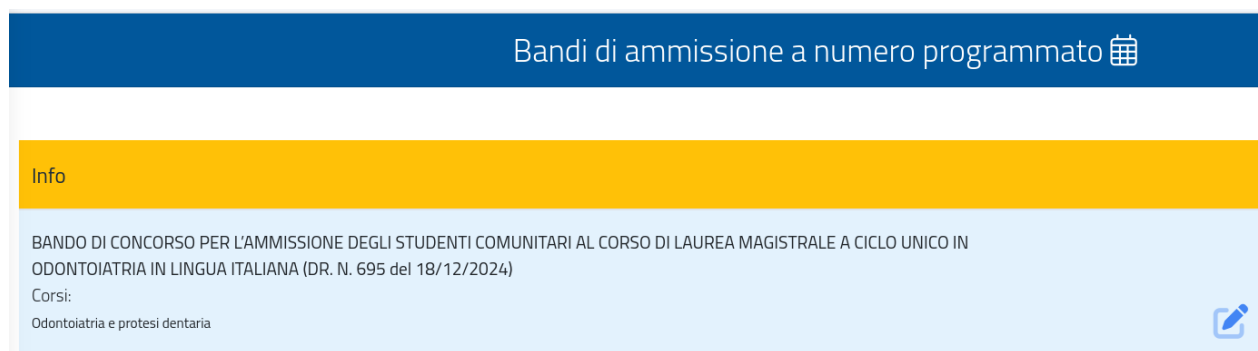 Bandi di ammissione a numero programmato
Info
BANDO DI CONCORSO PER L'AMMISSIONE DEGLI STUDENTI COMUNITARI AL CORSO DI LAUREA MAGISTRALE A CICLO UNICO IN
ODONTOIATRIA IN LINGUA ITALIANA (DR. N. 695 del 18/12/2024)
Corsi:
Odontoiatria e protesi dentaria